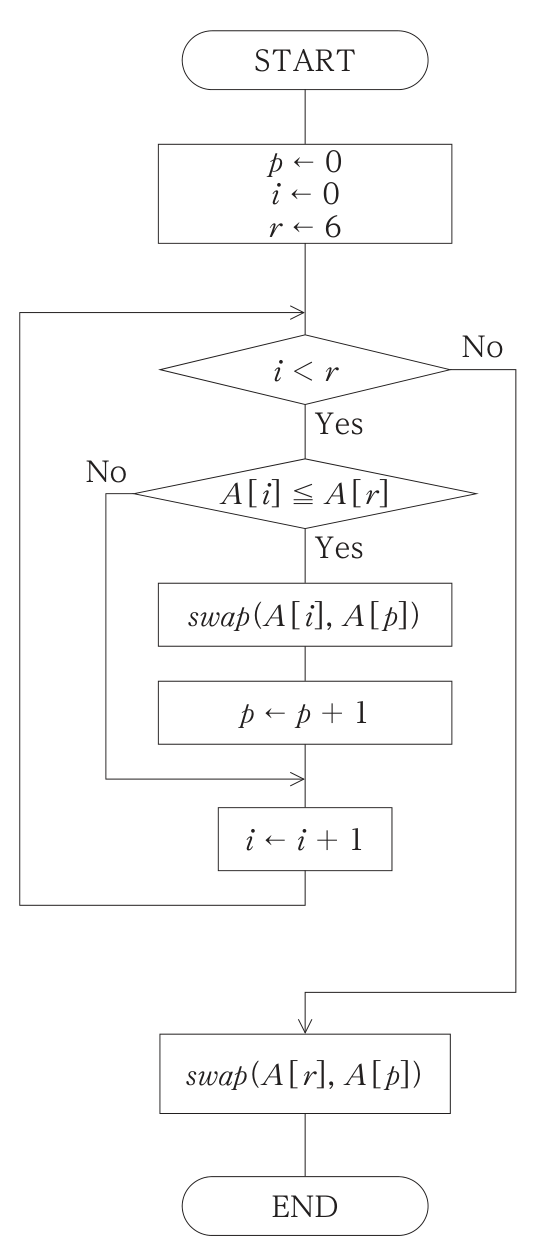 START
p ← 0
i ← 0
r ← 6
i < r
No
Yes
A[i] ≦ A[r]
No
Yes
swap(A[i], A[p])
p ← p + 1
i ← i + 1
swap(A[r], A[p])
END